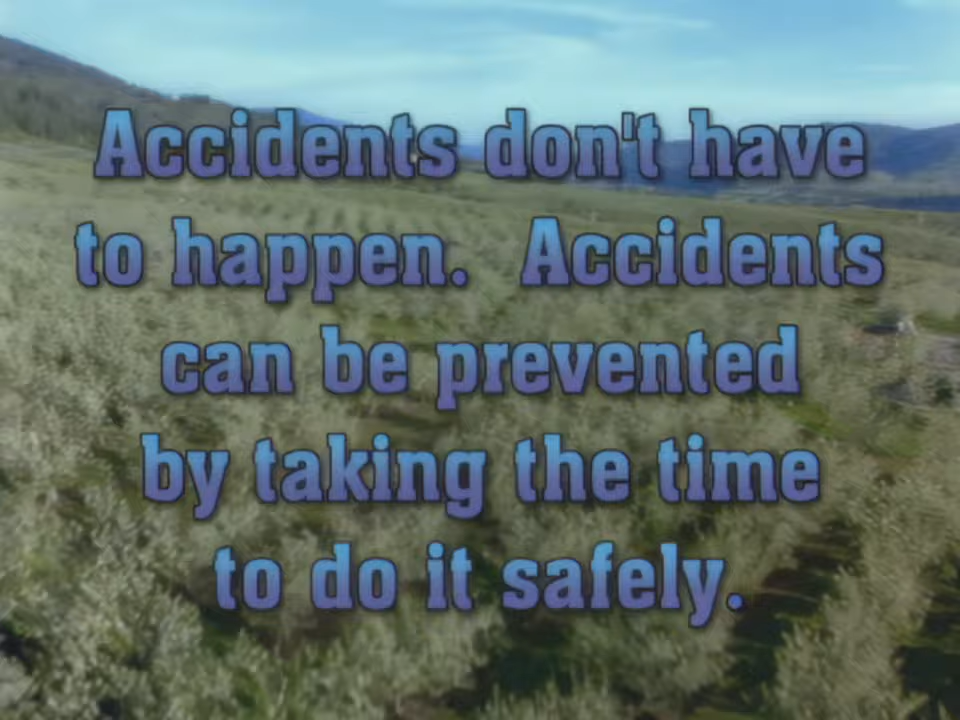 Accidents don't have
to happen.  Accidents
can be prevented
by taking the time
to do it safely.